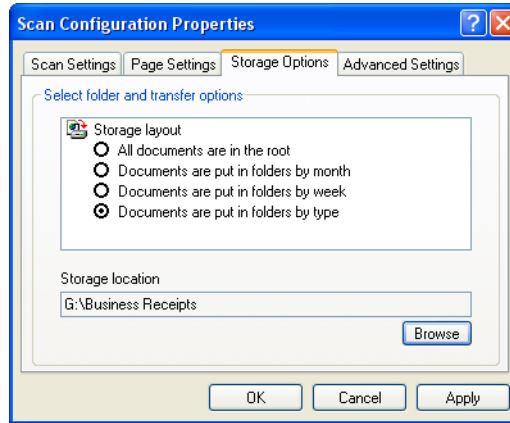 Scan Configuration Properties
Scan Settings Page Settings Storage Options Advanced Settings
Select folder and transfer options
Storage layout
All documents are in the root
Documents are put in folders by month
Documents are put in folders by week
Documents are put in folders by type
Storage location
G:\Business Receipts
Browse
OK Cancel Apply